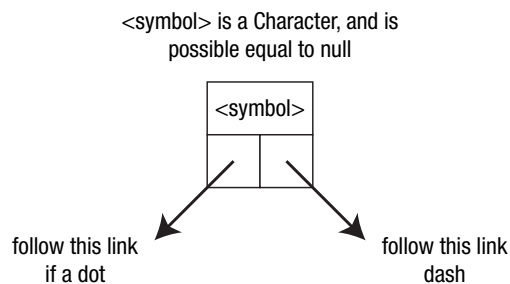 <symbol> is a Character, and is
possible equal to null
<symbol>
follow this link
if a dot
follow this link
dash